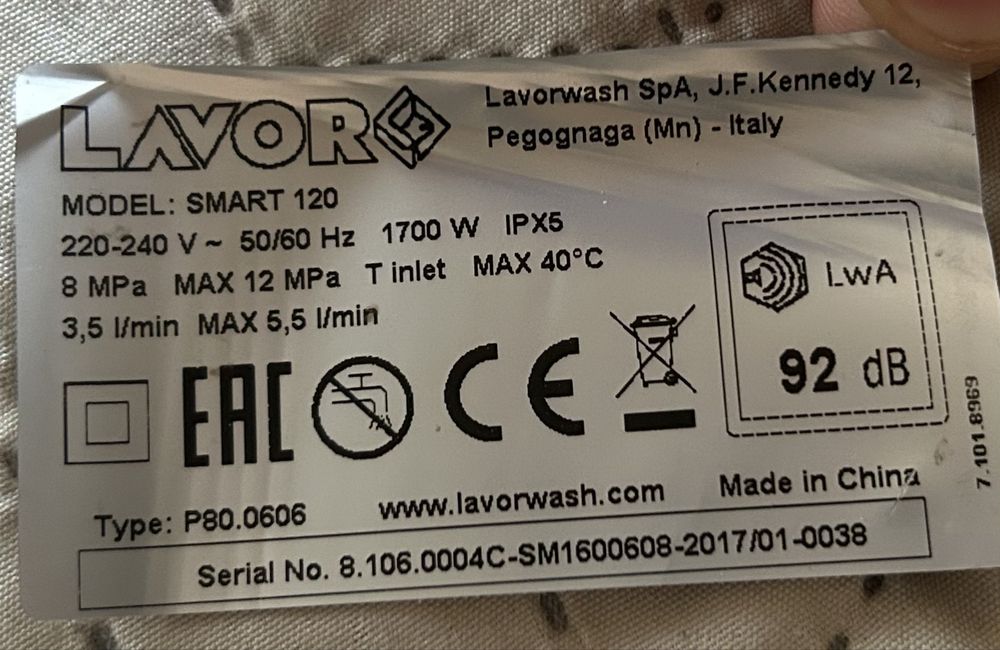 LAVOR
Lavorwash SpA, J.F.Kennedy 12,
Pegognaga (Mn) - Italy
MODEL: SMART 120
220-240 V ~ 50/60 Hz 1700 W IPX5
8 MPa MAX 12 MPa T inlet MAX 40°C
3,5 l/min MAX 5,5 l/min
LwA
92 dB
EAC
CE
7.101.8969
Type: P80.0606
www.lavorwash.com
Made in China
Serial No. 8.106.0004C-SM1600608-2017/01-0038